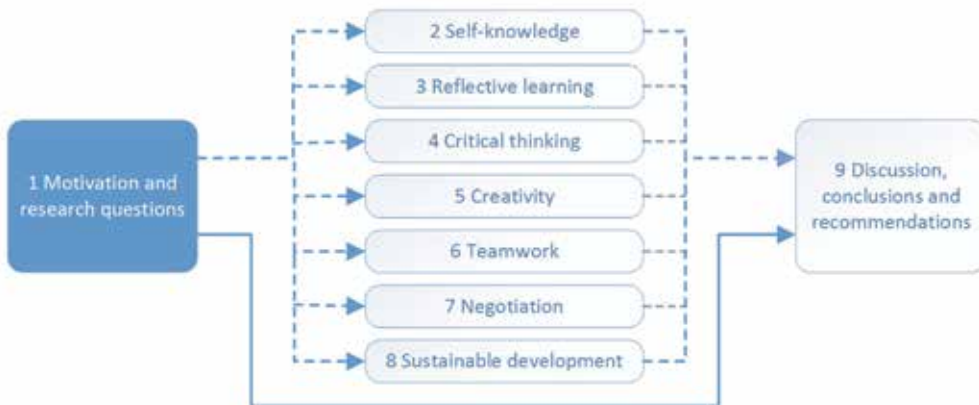 1 Motivation and
research questions
2 Self-knowledge
3 Reflective learning
4 Critical thinking
5 Creativity
6 Teamwork
7 Negotiation
8 Sustainable development
9 Discussion,
conclusions and
recommendations